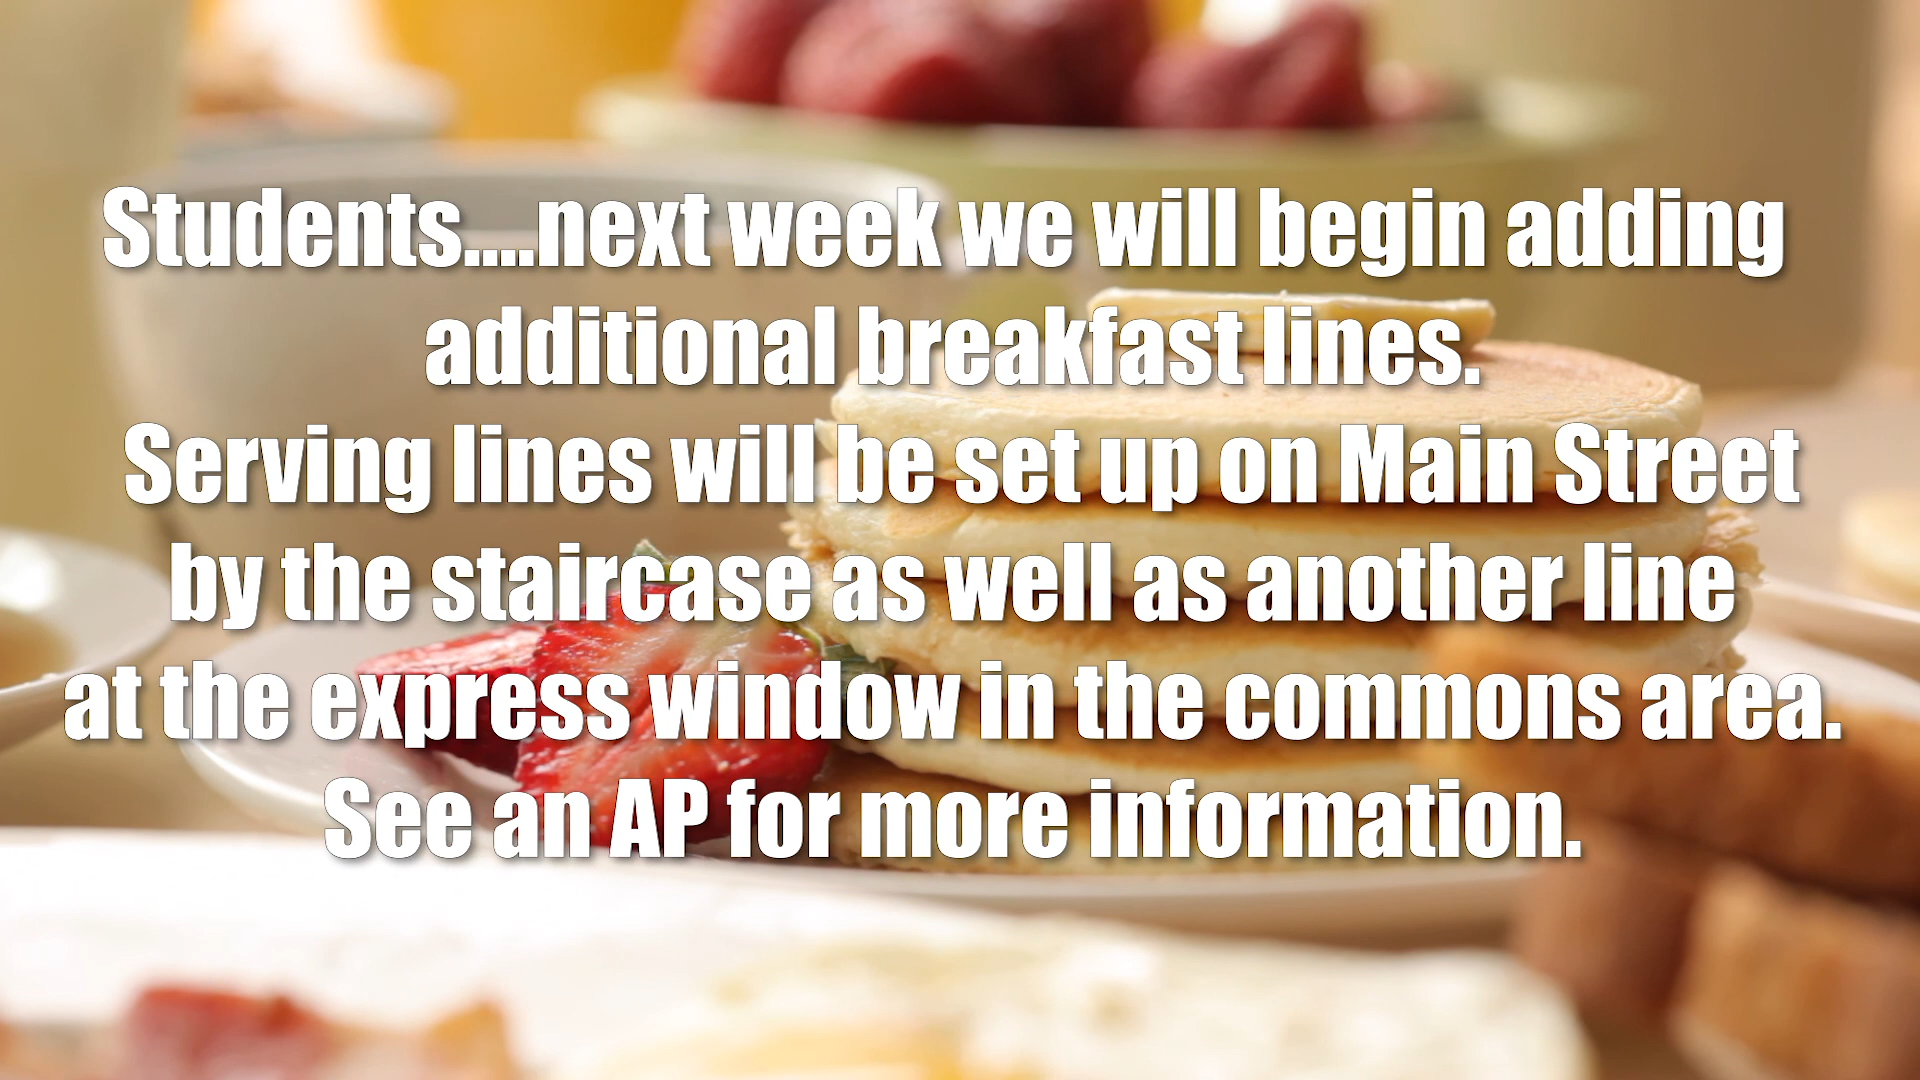 Students....next week we will begin adding
additional breakfast lines.
Serving lines will be set up on Main Street
by the staircase as well as another line
at the express window in the commons area.
See an AP for more information.